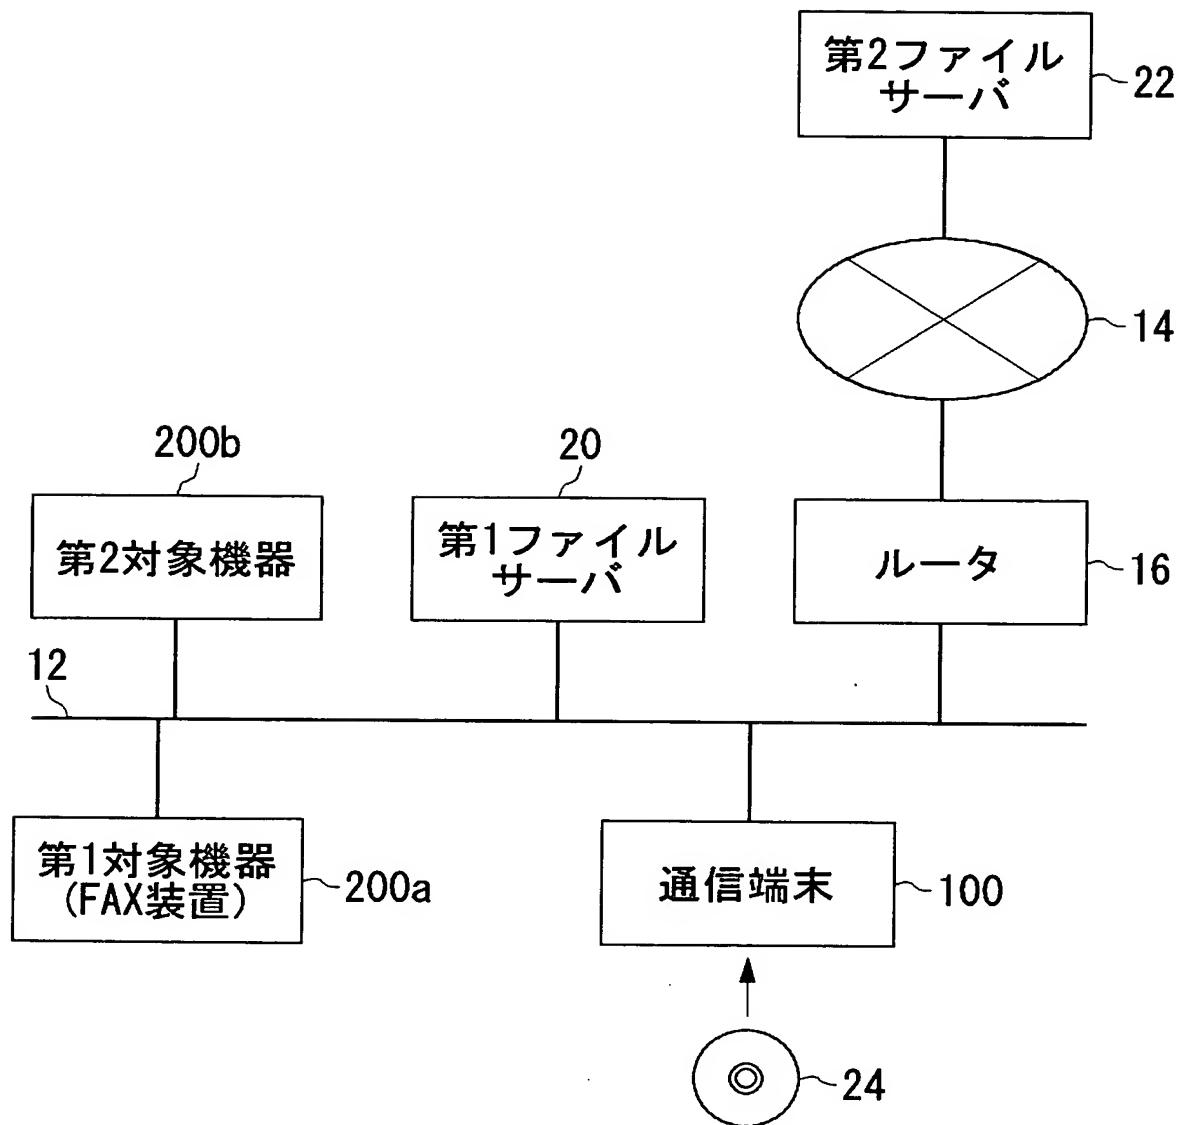 第2ファイル
サーバ
22
14
200b
20
第2対象機器
第1ファイル
サーバ
ルータ
16
12
第1対象機器
(FAX装置)
200a
通信端末
100
24